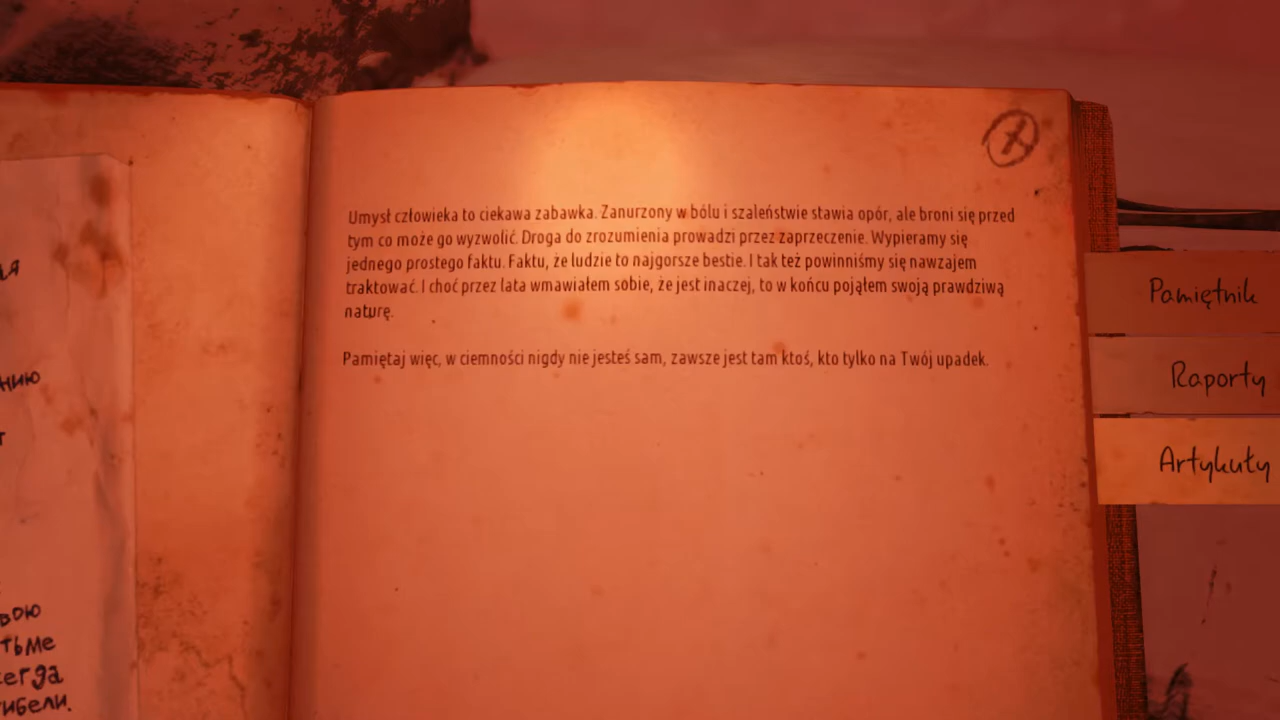 ия
нию
т
вою
тьме
сегда
гибели.
Umysł człowieka to ciekawa zabawka. Zanurzony w bólu i szaleństwie stawia opór, ale broni się przed
tym co może go wyzwolić. Droga do zrozumienia prowadzi przez zaprzeczenie. Wypieramy się
jednego prostego faktu. Faktu, że ludzie to najgorsze bestie. I tak też powinniśmy się nawzajem
traktować. I choć przez lata wmawiałem sobie, że jest inaczej, to w końcu pojąłem swoją prawdziwą
naturę.
Pamiętaj więc, w ciemności nigdy nie jesteś sam, zawsze jest tam ktoś, kto tylko na Twój upadek.
Pamiętnik
Raporty
Artykuły